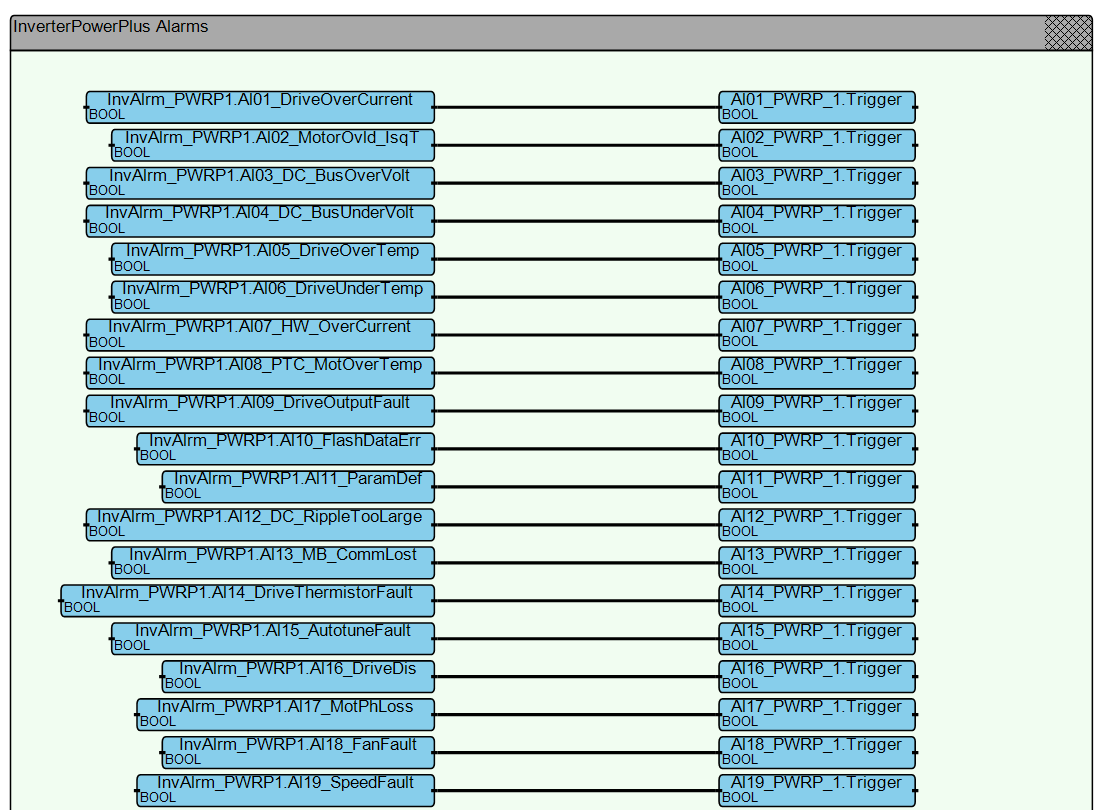 InverterPowerPlus Alarms
InvAlrm_PWRP1.Al01_DriveOverCurrent Al01_PWRP_1.Trigger
BOOL BOOL
InvAlrm_PWRP1.Al02_MotorOvld_IsqT Al02_PWRP_1.Trigger
BOOL BOOL
InvAlrm_PWRP1.Al03_DC_BusOverVolt Al03_PWRP_1.Trigger
BOOL BOOL
InvAlrm_PWRP1.Al04_DC_BusUnderVolt Al04_PWRP_1.Trigger
BOOL BOOL
InvAlrm_PWRP1.Al05_DriveOverTemp Al05_PWRP_1.Trigger
BOOL BOOL
InvAlrm_PWRP1.Al06_DriveUnderTemp Al06_PWRP_1.Trigger
BOOL BOOL
InvAlrm_PWRP1.Al07_HW_OverCurrent Al07_PWRP_1.Trigger
BOOL BOOL
InvAlrm_PWRP1.Al08_PTC_MotOverTemp Al08_PWRP_1.Trigger
BOOL BOOL
InvAlrm_PWRP1.Al09_DriveOutputFault Al09_PWRP_1.Trigger
BOOL BOOL
InvAlrm_PWRP1.Al10_FlashDataErr Al10_PWRP_1.Trigger
BOOL BOOL
InvAlrm_PWRP1.Al11_ParamDef Al11_PWRP_1.Trigger
BOOL BOOL
InvAlrm_PWRP1.Al12_DC_RippleTooLarge Al12_PWRP_1.Trigger
BOOL BOOL
InvAlrm_PWRP1.Al13_MB_CommLost Al13_PWRP_1.Trigger
BOOL BOOL
InvAlrm_PWRP1.Al14_DriveThermistorFault Al14_PWRP_1.Trigger
BOOL BOOL
InvAlrm_PWRP1.Al15_AutotuneFault Al15_PWRP_1.Trigger
BOOL BOOL
InvAlrm_PWRP1.Al16_DriveDis Al16_PWRP_1.Trigger
BOOL BOOL
InvAlrm_PWRP1.Al17_MotPhLoss Al17_PWRP_1.Trigger
BOOL BOOL
InvAlrm_PWRP1.Al18_FanFault Al18_PWRP_1.Trigger
BOOL BOOL
InvAlrm_PWRP1.Al19_SpeedFault Al19_PWRP_1.Trigger
BOOL BOOL